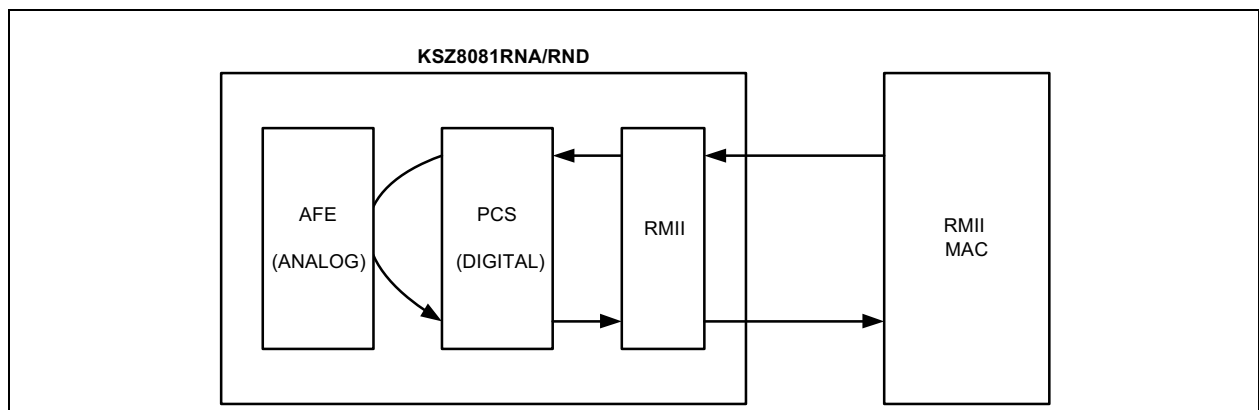 KSZ8081RNA/RND
AFE
(ANALOG)
PCS
(DIGITAL)
RMII
RMII
MAC